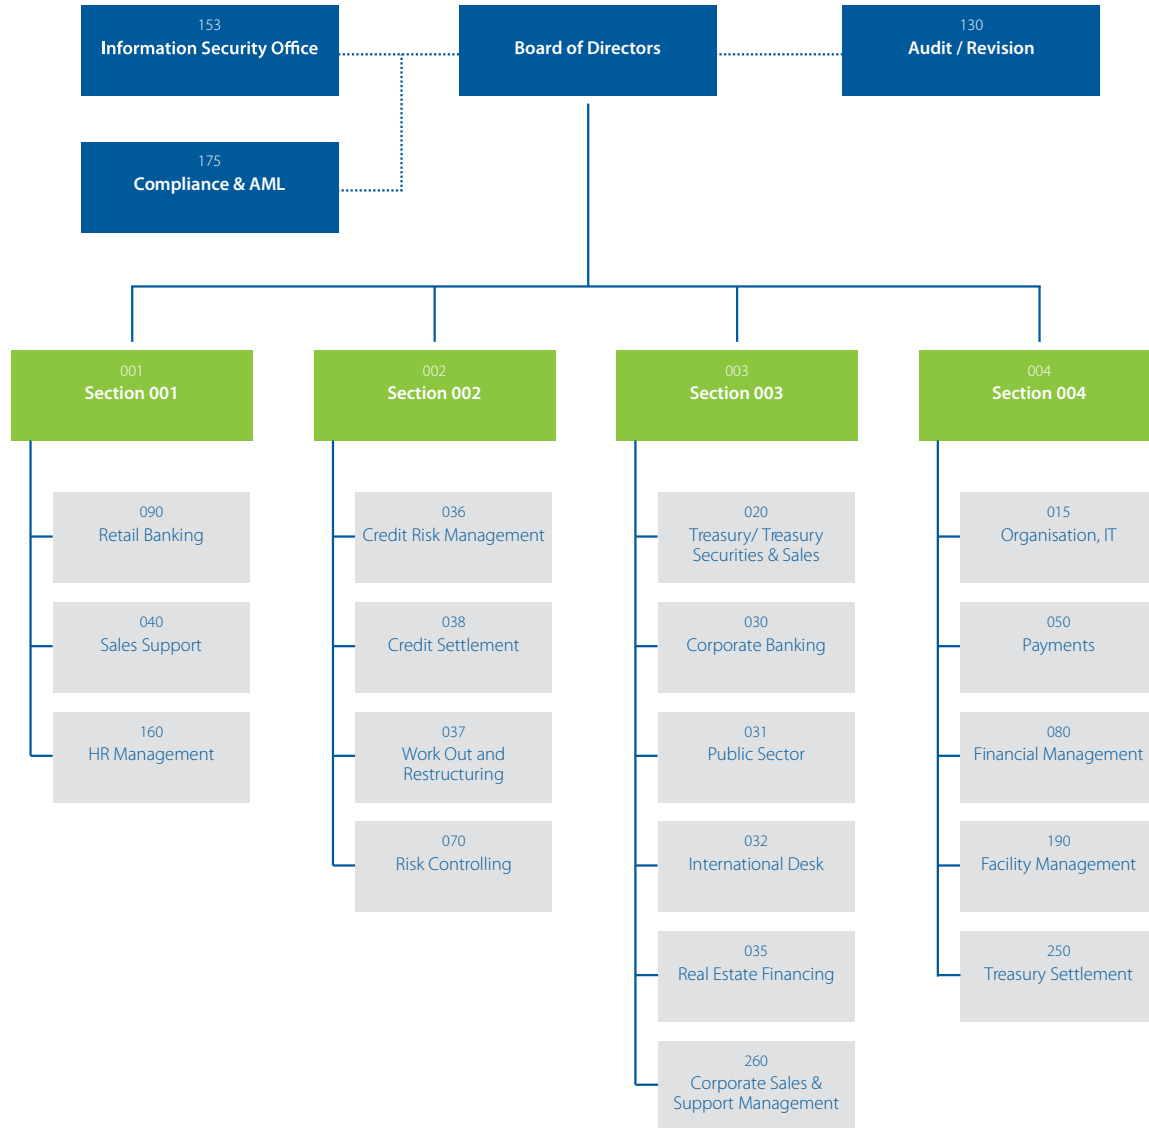 153
Information Security Office
Board of Directors
130
Audit / Revision
175
Compliance & AML
001
Section 001
002
Section 002
003
Section 003
004
Section 004
090
Retail Banking
040
Sales Support
160
HR Management
036
Credit Risk Management
038
Credit Settlement
037
Work Out and
Restructuring
070
Risk Controlling
020
Treasury/ Treasury
Securities & Sales
030
Corporate Banking
031
Public Sector
032
International Desk
035
Real Estate Financing
260
Corporate Sales &
Support Management
015
Organisation, IT
050
Payments
080
Financial Management
190
Facility Management
250
Treasury Settlement